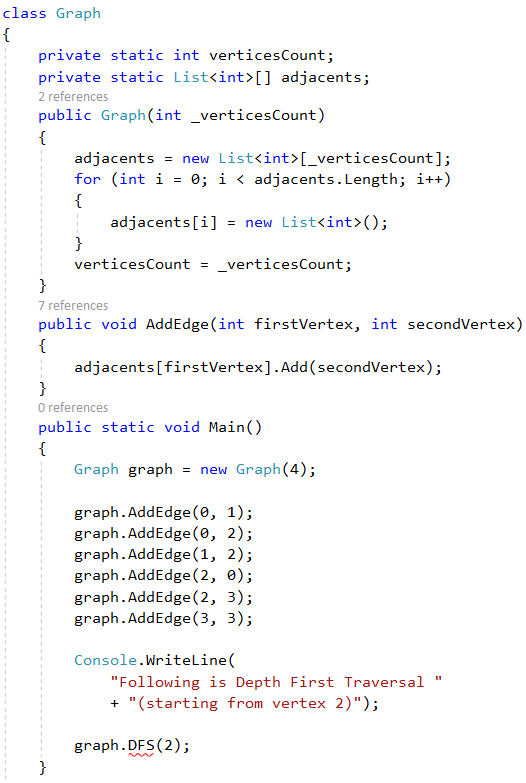 class Graph
{
    private static int verticesCount;
    private static List<int>[] adjacents;
    2 references
    public Graph(int _verticesCount)
    {
        adjacents = new List<int>[_verticesCount];
        for (int i = 0; i < adjacents.Length; i++)
        {
            adjacents[i] = new List<int>();
        }
        verticesCount = _verticesCount;
    }
    7 references
    public void AddEdge(int firstVertex, int secondVertex)
    {
        adjacents[firstVertex].Add(secondVertex);
    }
    0 references
    public static void Main()
    {
        Graph graph = new Graph(4);

        graph.AddEdge(0, 1);
        graph.AddEdge(0, 2);
        graph.AddEdge(1, 2);
        graph.AddEdge(2, 0);
        graph.AddEdge(2, 3);
        graph.AddEdge(3, 3);

        Console.WriteLine(
            "Following is Depth First Traversal "
            + "(starting from vertex 2)");

        graph.DFS(2);
    }